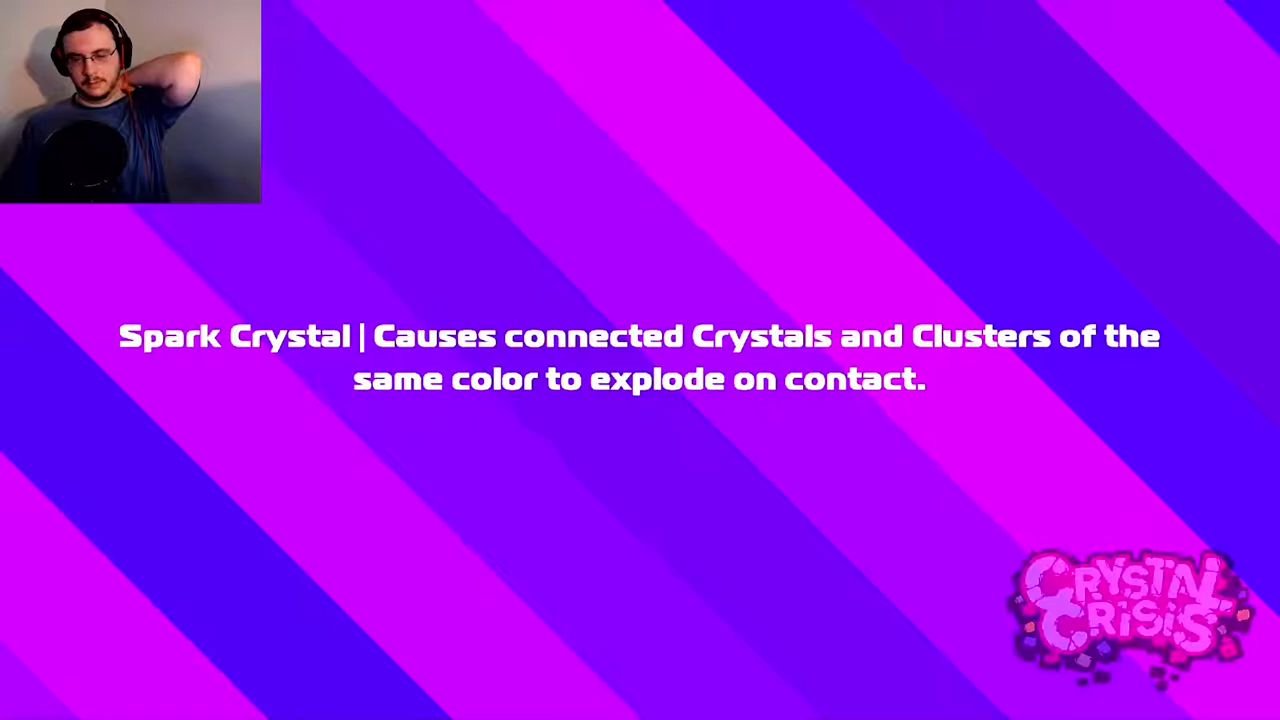 Spark Crystal | Causes connected Crystals and Clusters of the
same color to explode on contact.
CRYSTAL
CRISIS